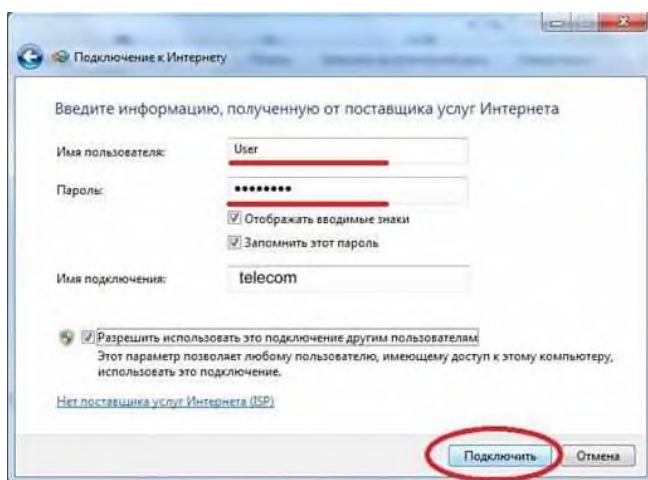 Подключение к Интернету
Введите информацию, полученную от поставщика услуг Интернета
Имя пользователя: User
Пароль: ••••••••
Отображать вводимые знаки
Запомнить этот пароль
Имя подключения: telecom
Разрешить использовать это подключение другим пользователям
Этот параметр позволяет любому пользователю, имеющему доступ к этому компьютеру,
использовать это подключение.
Нет поставщика услуг Интернета (ISP)
Подключить Отмена